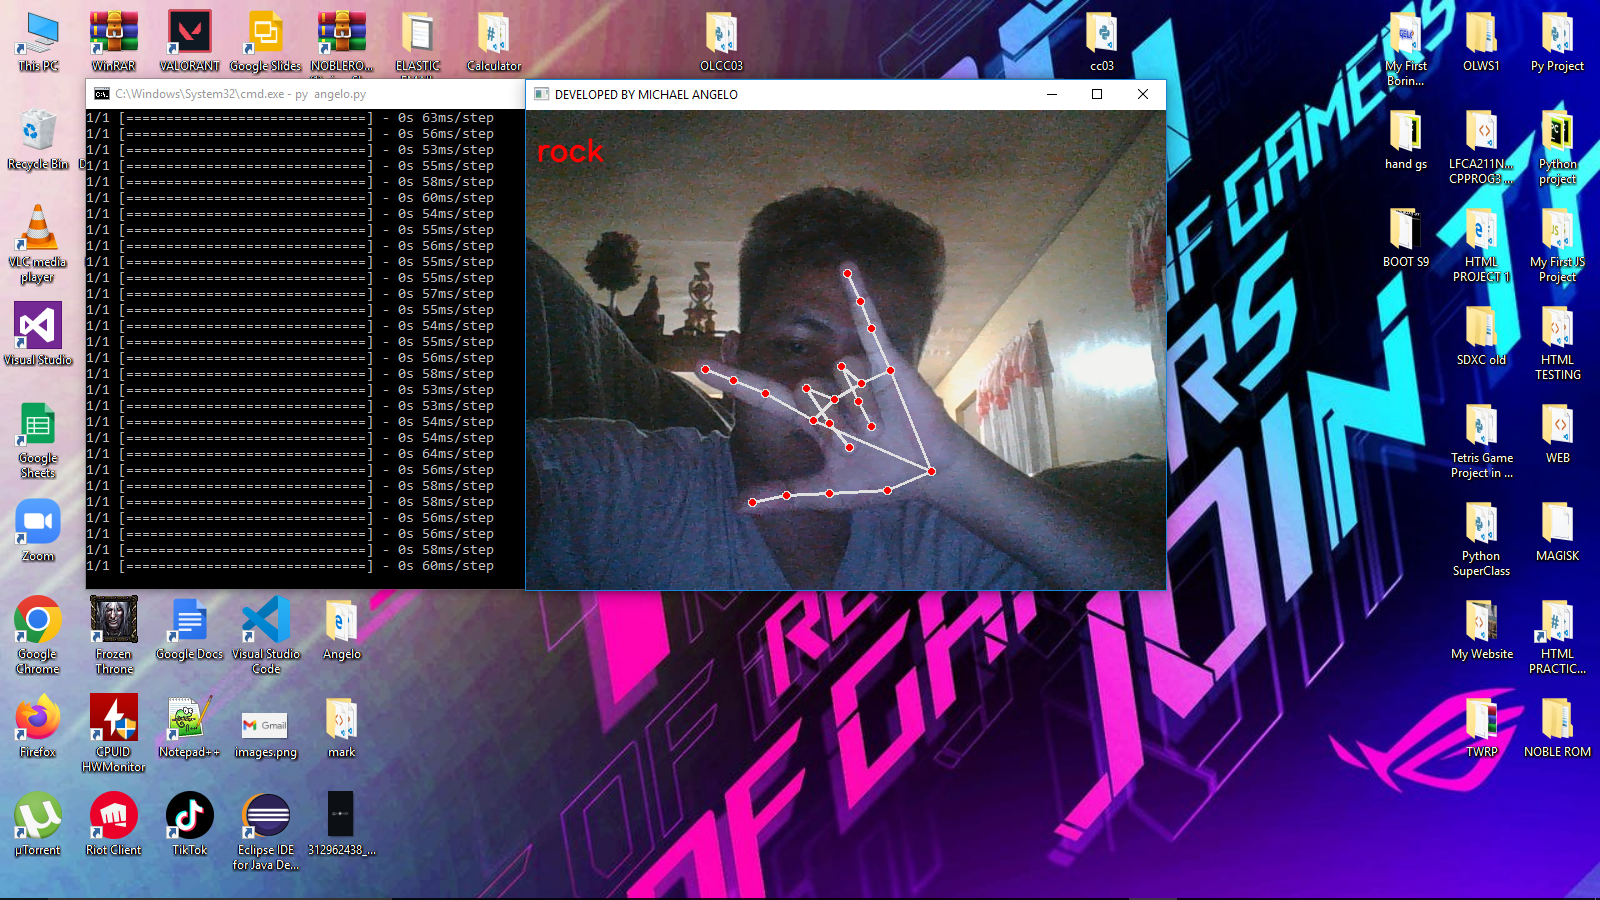 This PC
WinRAR
VALORANT
Google Slides
NOBLERO...
ELASTIC
Calculator
OLCC03
cc03
My First
Borin...
OLWS1
Py Project
C:\Windows\System32\cmd.exe - py  angelo.py
DEVELOPED BY MICHAEL ANGELO
rock
1/1 [==============================] - 0s 63ms/step
1/1 [==============================] - 0s 56ms/step
1/1 [==============================] - 0s 53ms/step
1/1 [==============================] - 0s 55ms/step
1/1 [==============================] - 0s 58ms/step
1/1 [==============================] - 0s 60ms/step
1/1 [==============================] - 0s 54ms/step
1/1 [==============================] - 0s 55ms/step
1/1 [==============================] - 0s 56ms/step
1/1 [==============================] - 0s 55ms/step
1/1 [==============================] - 0s 55ms/step
1/1 [==============================] - 0s 57ms/step
1/1 [==============================] - 0s 55ms/step
1/1 [==============================] - 0s 54ms/step
1/1 [==============================] - 0s 55ms/step
1/1 [==============================] - 0s 56ms/step
1/1 [==============================] - 0s 58ms/step
1/1 [==============================] - 0s 53ms/step
1/1 [==============================] - 0s 53ms/step
1/1 [==============================] - 0s 54ms/step
1/1 [==============================] - 0s 54ms/step
1/1 [==============================] - 0s 64ms/step
1/1 [==============================] - 0s 56ms/step
1/1 [==============================] - 0s 58ms/step
1/1 [==============================] - 0s 58ms/step
1/1 [==============================] - 0s 56ms/step
1/1 [==============================] - 0s 56ms/step
1/1 [==============================] - 0s 58ms/step
1/1 [==============================] - 0s 60ms/step
Recycle Bin
hand gs
LFCA211N...
CPPROG3 ...
Python
project
VLC media
player
BOOT S9
HTML
PROJECT 1
My First JS
Project
Visual Studio
SDXC old
HTML
TESTING
Google
Sheets
Tetris Game
Project in ...
WEB
Zoom
Python
SuperClass
MAGISK
Google
Chrome
Frozen
Throne
Google Docs
Visual Studio
Code
Angelo
My Website
HTML
PRACTIC...
Firefox
CPUID
HWMonitor
Notepad++
Gmail
images.png
mark
TWRP
NOBLE ROM
µTorrent
Riot Client
TikTok
Eclipse IDE
for Java De...
312962438_...
OF GAMERS
JOIN